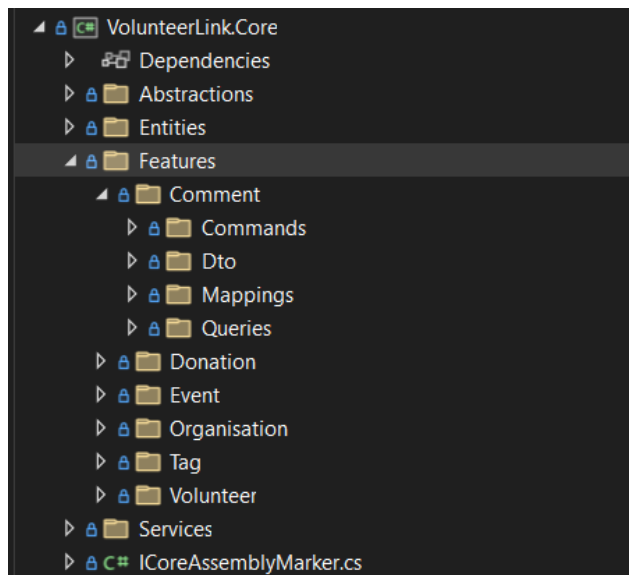 C# VolunteerLink.Core
Dependencies
Abstractions
Entities
Features
Comment
Commands
Dto
Mappings
Queries
Donation
Event
Organisation
Tag
Volunteer
Services
C# ICoreAssemblyMarker.cs